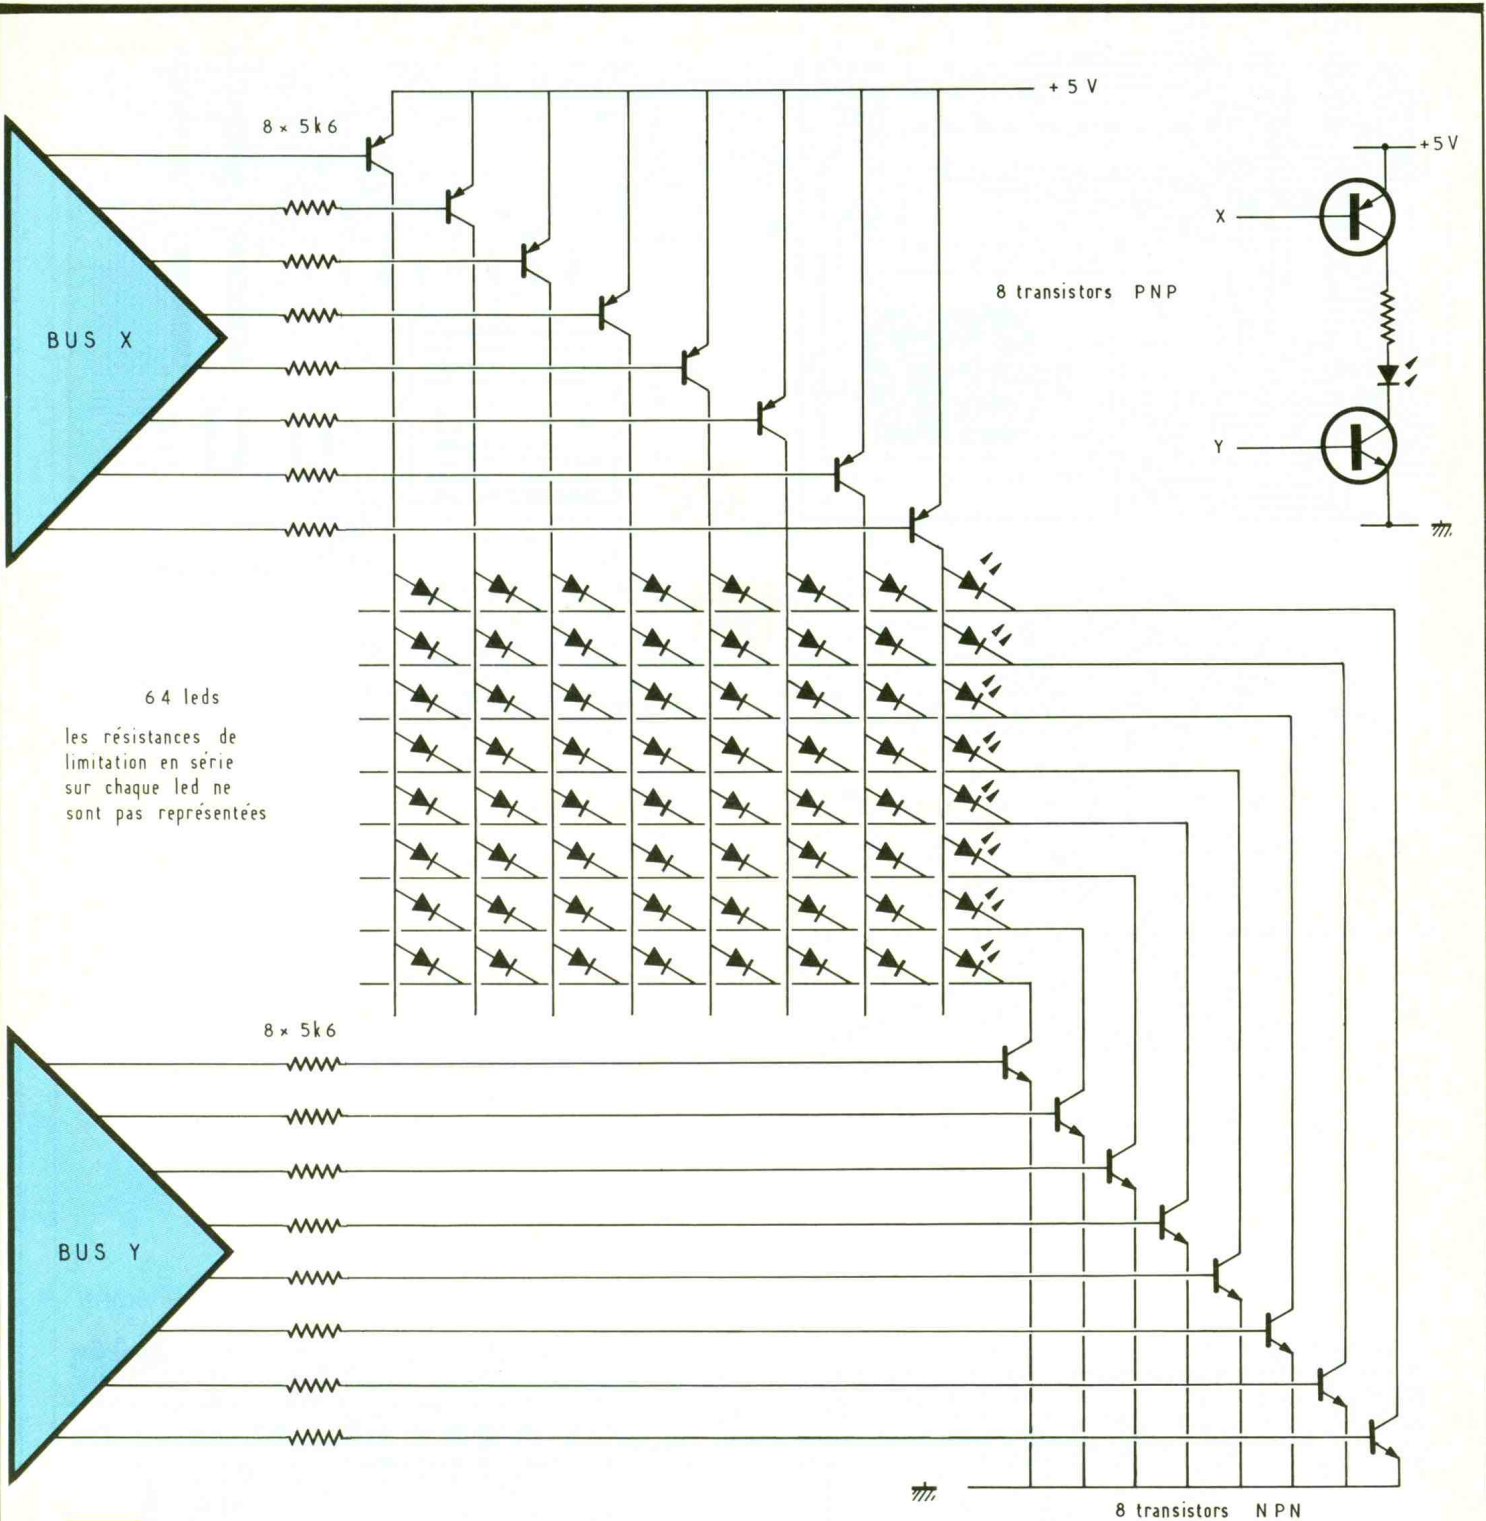 + 5 V
8 × 5k6
+5V
X
8 transistors PNP
BUS X
Y
64 leds
les résistances de
limitation en série
sur chaque led ne
sont pas représentées
8 × 5k6
BUS Y
8 transistors NPN